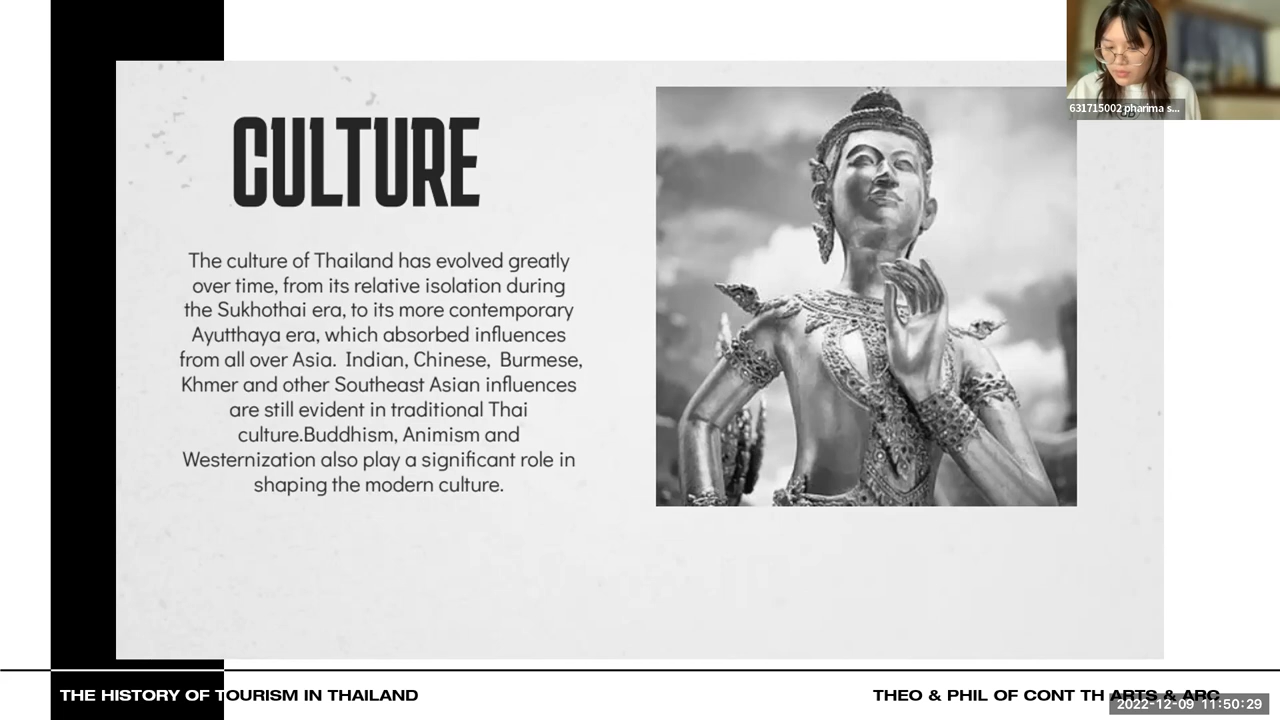 631715002 pharima s...
CULTURE
The culture of Thailand has evolved greatly
over time, from its relative isolation during
the Sukhothai era, to its more contemporary
Ayutthaya era, which absorbed influences
from all over Asia.  Indian, Chinese,  Burmese,
Khmer and other Southeast Asian influences
are still evident in traditional Thai
culture.Buddhism, Animism and
Westernization also play a significant role in
shaping the modern culture.
THE HISTORY OF TOURISM IN THAILAND
THEO & PHIL OF CONT TH ARTS & ARC
2022-12-09 11:50:29